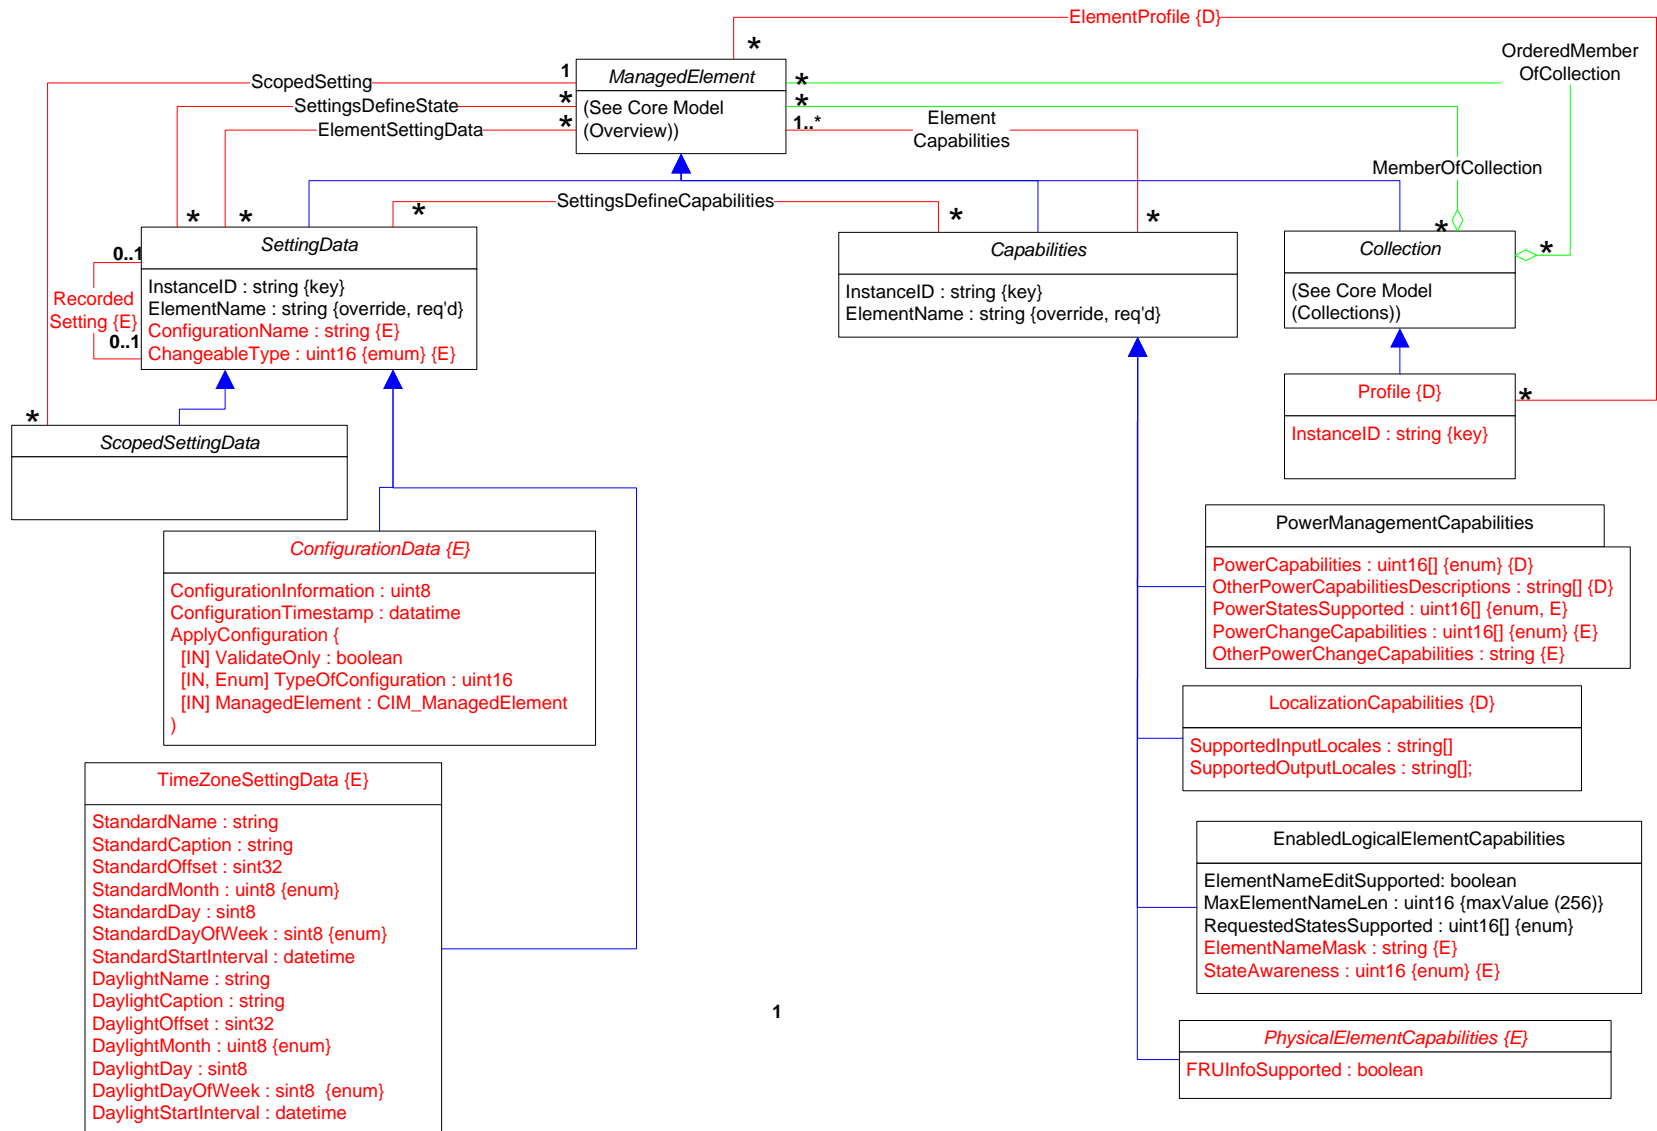 ElementProfile {D}
*
OrderedMember
OfCollection
ScopedSetting
1
ManagedElement
*
SettingsDefineState
*
(See Core Model
(Overview))
*
ElementSettingData
*
1..*
Element
Capabilities
MemberOfCollection
SettingsDefineCapabilities
*
*
*
*
*
*
*
SettingData
0..1
InstanceID : string {key}
ElementName : string {override, req'd}
ConfigurationName : string {E}
ChangeableType : uint16 {emum} {E}
Recorded
Setting {E}
0..1
Capabilities
InstanceID : string {key}
ElementName : string {override, req'd}
Collection
(See Core Model
(Collections))
Profile {D}
*
InstanceID : string {key}
*
ScopedSettingData
ConfigurationData {E}
ConfigurationInformation : uint8
ConfigurationTimestamp : datatime
ApplyConfiguration {
[IN] ValidateOnly : boolean
[IN, Enum] TypeOfConfiguration : uint16
[IN] ManagedElement : CIM_ManagedElement
)
PowerManagementCapabilities
PowerCapabilities : uint16[] {enum} {D}
OtherPowerCapabilitiesDescriptions : string[] {D}
PowerStatesSupported : uint16[] {enum, E}
PowerChangeCapabilities : uint16[] {enum} {E}
OtherPowerChangeCapabilities : string {E}
LocalizationCapabilities {D}
SupportedInputLocales : string[]
SupportedOutputLocales : string[];
TimeZoneSettingData {E}
StandardName : string
StandardCaption : string
StandardOffset : sint32
StandardMonth : uint8 {enum}
StandardDay : sint8
StandardDayOfWeek : sint8 {enum}
StandardStartInterval : datetime
DaylightName : string
DaylightCaption : string
DaylightOffset : sint32
DaylightMonth : uint8 {enum}
DaylightDay : sint8
DaylightDayOfWeek : sint8  {enum}
DaylightStartInterval : datetime
EnabledLogicalElementCapabilities
ElementNameEditSupported: boolean
MaxElementNameLen : uint16 {maxValue (256)}
RequestedStatesSupported : uint16[] {enum}
ElementNameMask : string {E}
StateAwareness : uint16 {enum} {E}
1
PhysicalElementCapabilities {E}
FRUInfoSupported : boolean